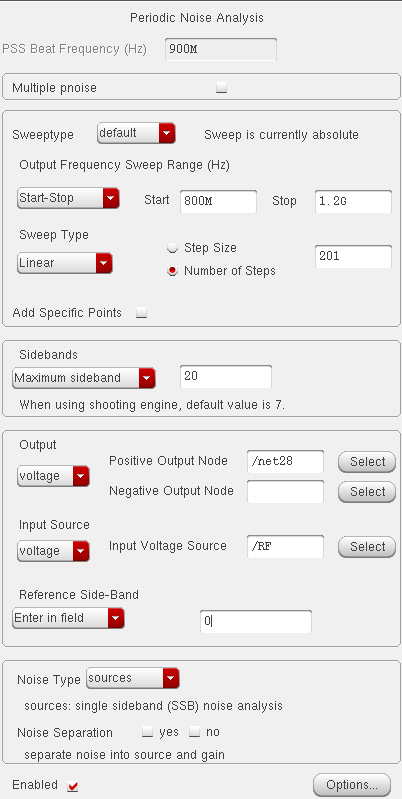 Periodic Noise Analysis
PSS Beat Frequency (Hz) 900M
Multiple pnoise
Sweeptype default Sweep is currently absolute
Output Frequency Sweep Range (Hz)
Start-Stop Start 800M Stop 1.2G
Sweep Type
Step Size
Linear 201
Number of Steps
Add Specific Points
Sidebands
Maximum sideband 20
When using shooting engine, default value is 7.
Output
Positive Output Node /net28 Select
voltage
Negative Output Node Select
Input Source
voltage Input Voltage Source /RF Select
Reference Side-Band
Enter in field 0
Noise Type sources
sources: single sideband (SSB) noise analysis
Noise Separation yes no
separate noise into source and gain
Enabled Options...